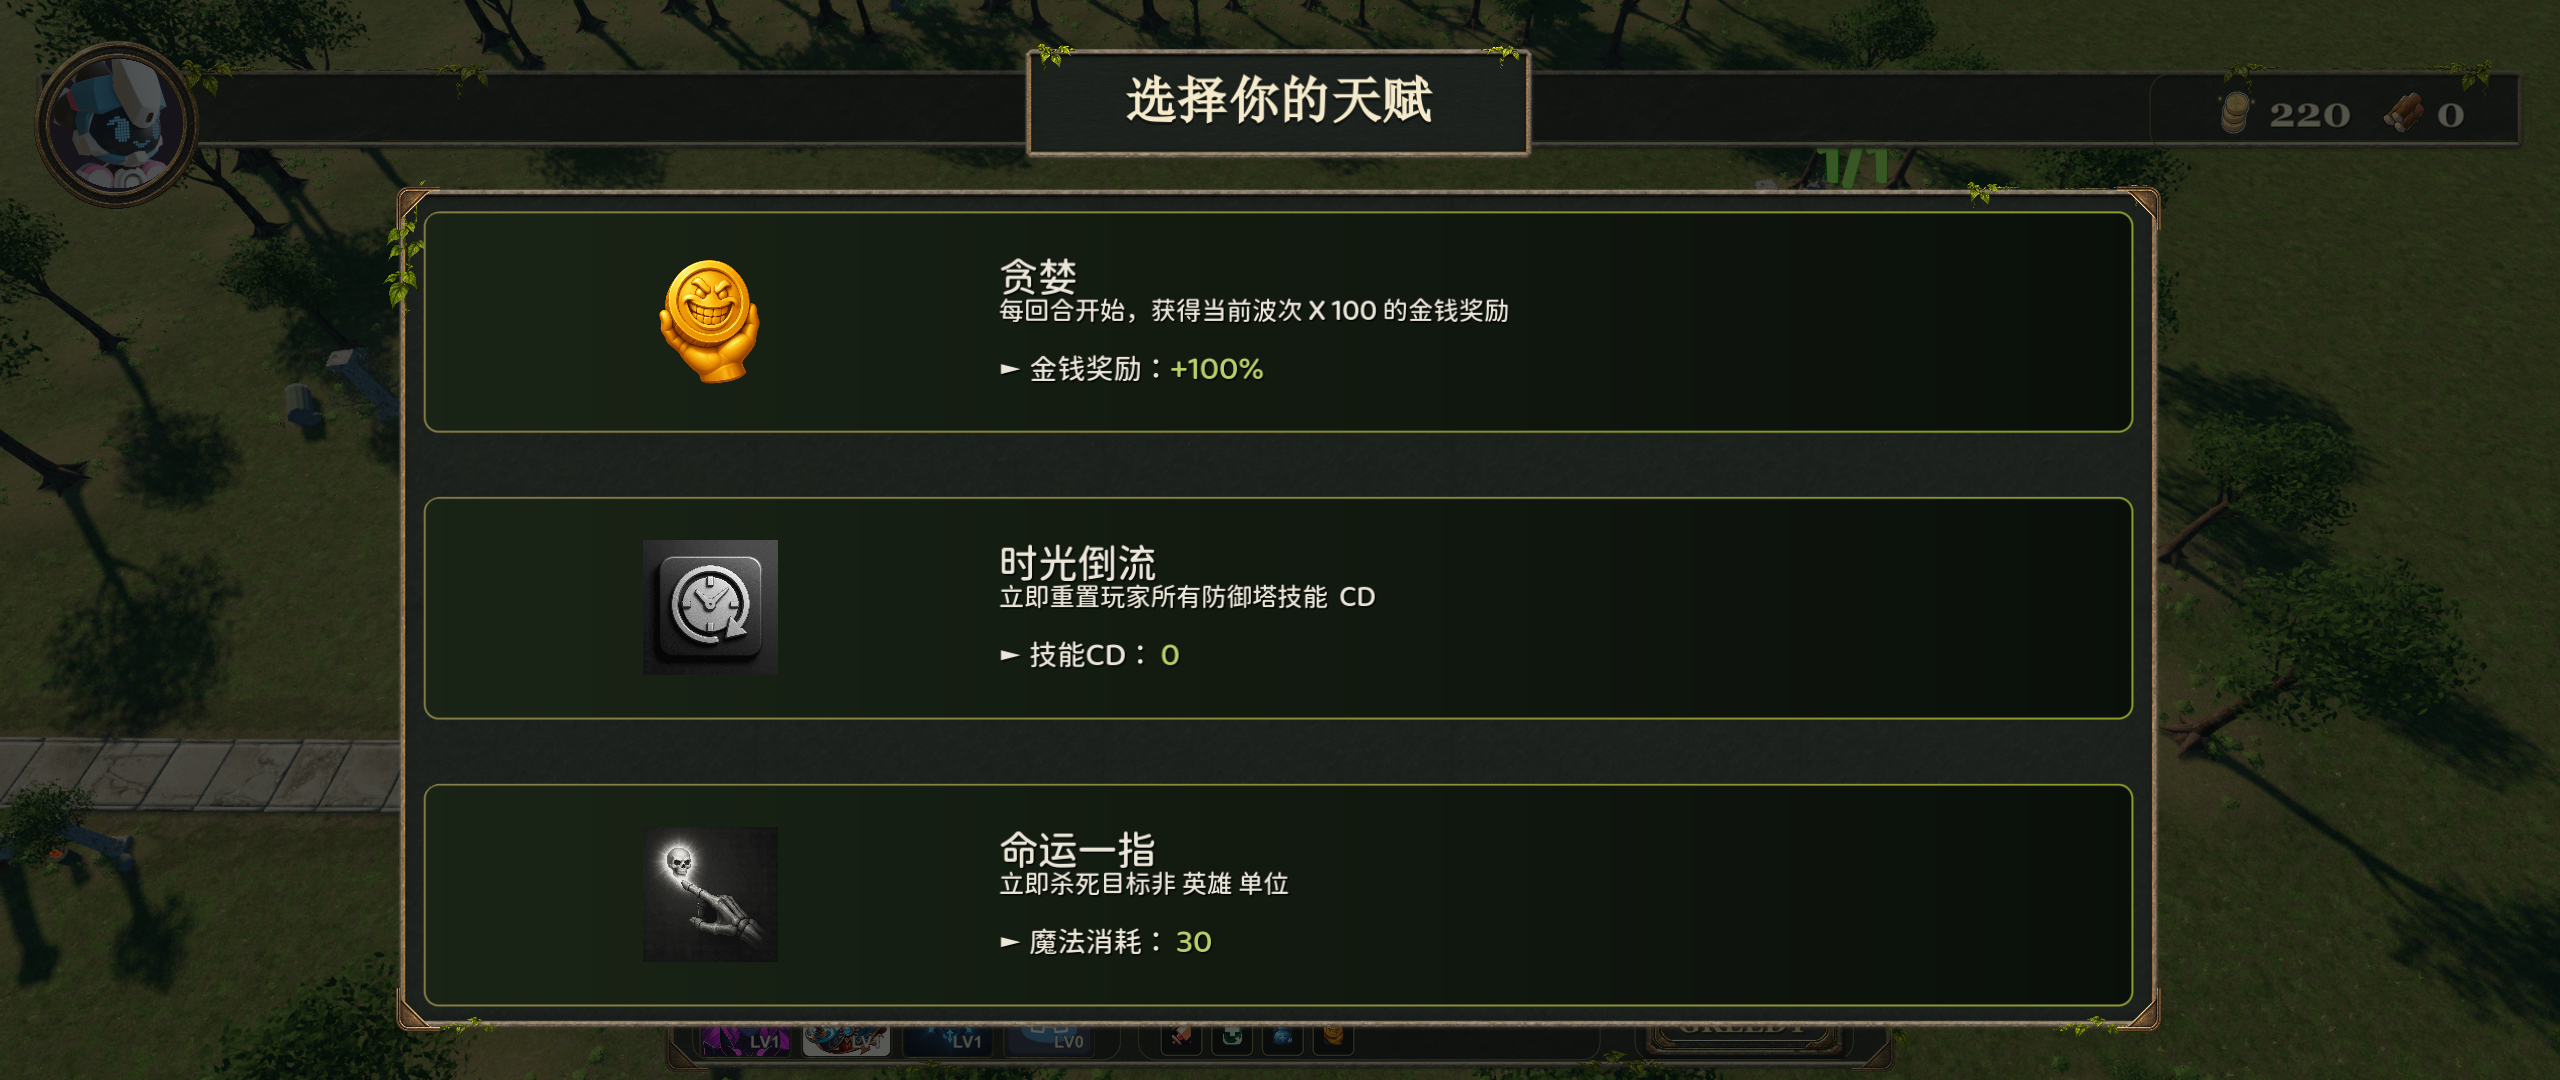 选择你的天赋
220
0
1/1
贪婪
每回合开始，获得当前波次 X 100 的金钱奖励
► 金钱奖励：+100%
时光倒流
立即重置玩家所有防御塔技能 CD
► 技能CD： 0
命运一指
立即杀死目标非 英雄 单位
► 魔法消耗： 30
LV1
LV1
LV1
LV0
GREEDY